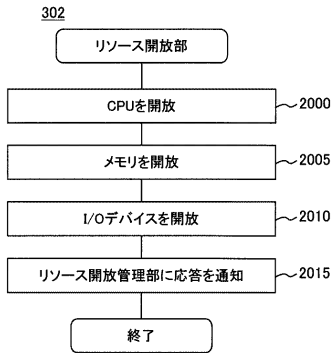 302
リソース開放部
CPUを開放
2000
メモリを開放
2005
I/Oデバイスを開放
2010
リソース開放管理部に応答を通知
2015
終了